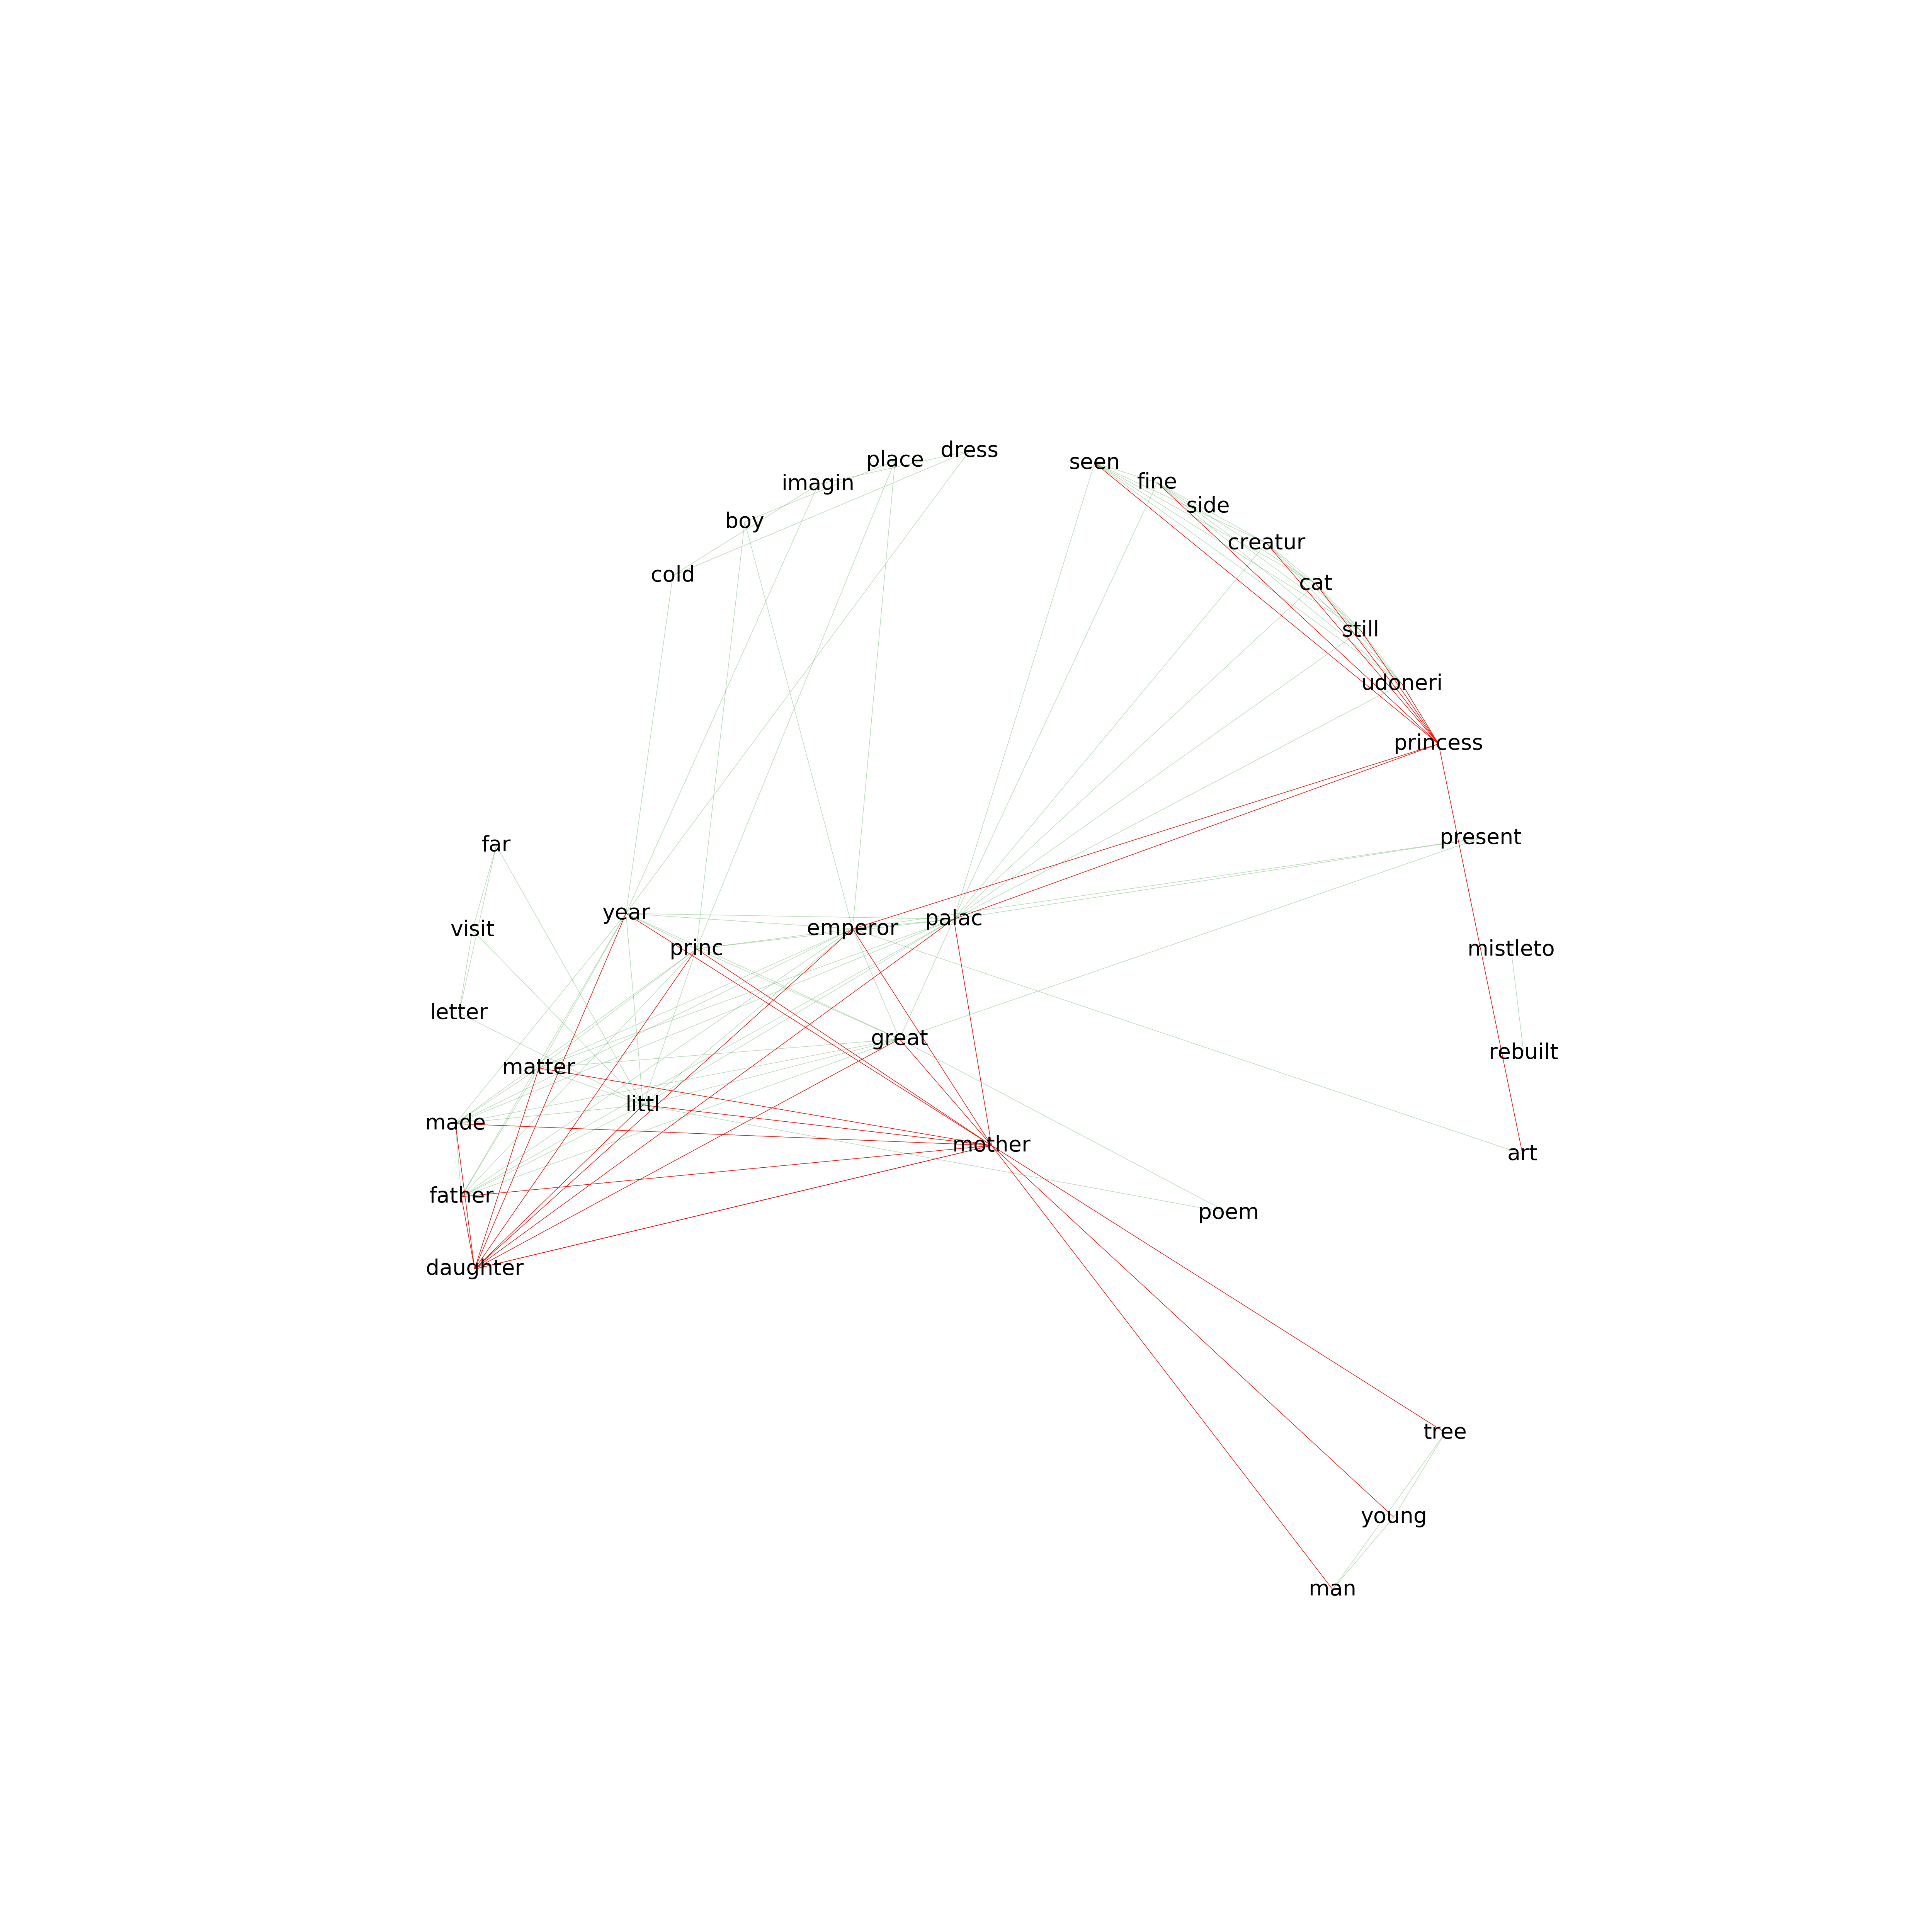 dress
place
seen
fine
imagin
side
boy
creatur
cold
cat
still
udoneri
princess
present
far
year
palac
visit
emperor
princ
mistleto
letter
great
rebuilt
matter
littl
made
mother
art
father
poem
daughter
tree
young
man